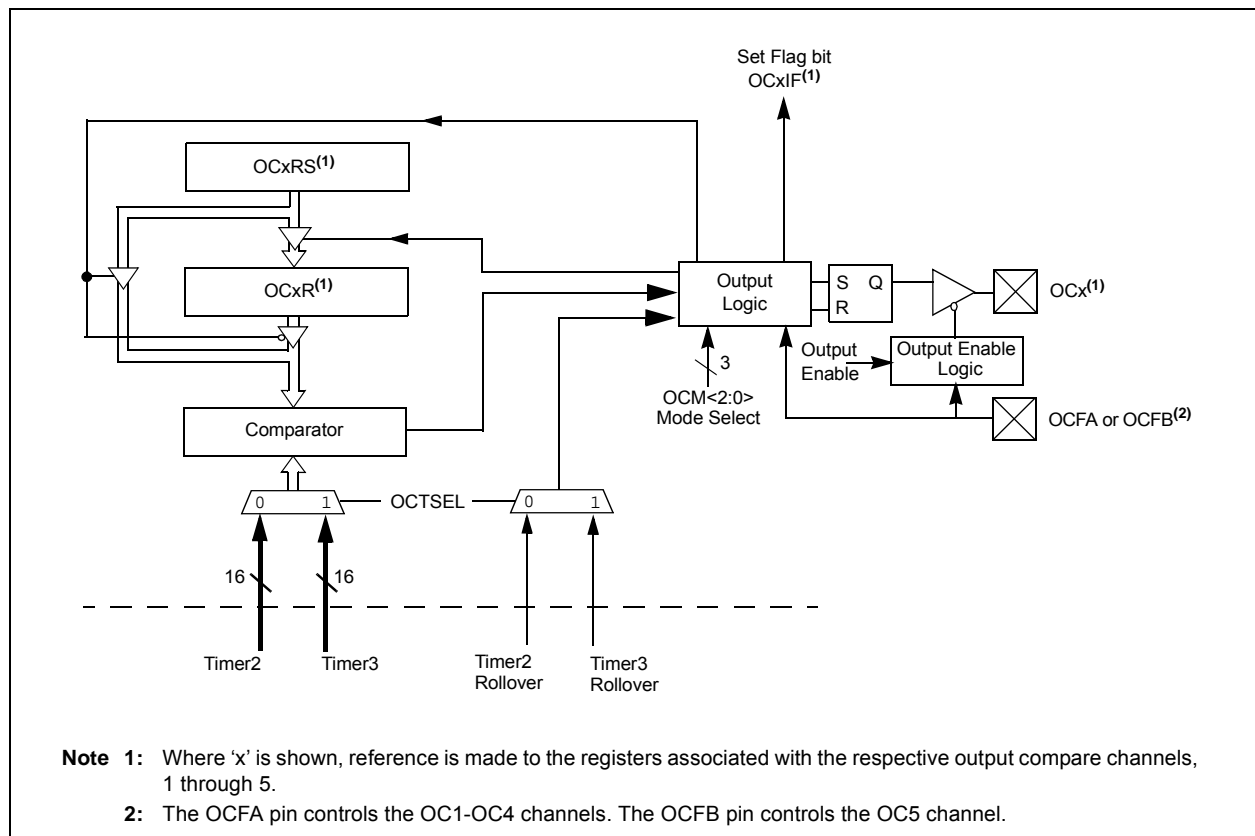 Set Flag bit
OCxIF(1)
OCxRS(1)
OCxR(1)
Output
Logic
S Q
R
OCx(1)
3
Output
Enable
Output Enable
Logic
OCM<2:0>
Mode Select
OCFA or OCFB(2)
Comparator
0 1
OCTSEL
0 1
16
16
Timer2
Timer3
Timer2
Rollover
Timer3
Rollover
Note 1: Where ‘x’ is shown, reference is made to the registers associated with the respective output compare channels,
1 through 5.
2: The OCFA pin controls the OC1-OC4 channels. The OCFB pin controls the OC5 channel.